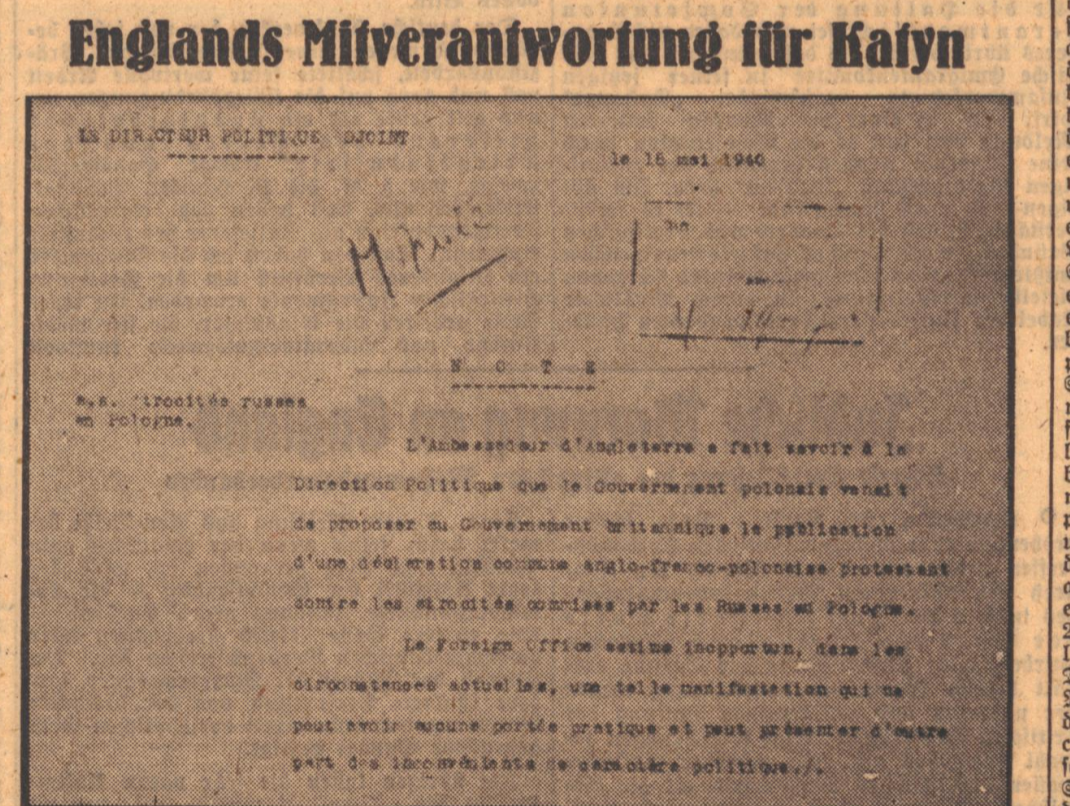 Englands Mitverantwortung für Katyn
LE DIRECTEUR POLITIQUE DJOINT
le 15 mai 1940
N O T E
a.s. trocités russes
en Pologne.
L'Ambassadeur d'Angleterre a fait savoir à la
Direction Politique que le Gouvernement polonais venait
de proposer au Gouvernement britannique la publication
d'une déclaration commune anglo-franco-polonaise protestant
contre les atrocités commises par les Russes en Pologne.
Le Foreign Office estime inopportun, dans les
circonstances actuelles, une telle manifestation qui ne
peut avoir aucune portée pratique et peut présenter d'autre
part des inconvénients de caractère politique./.